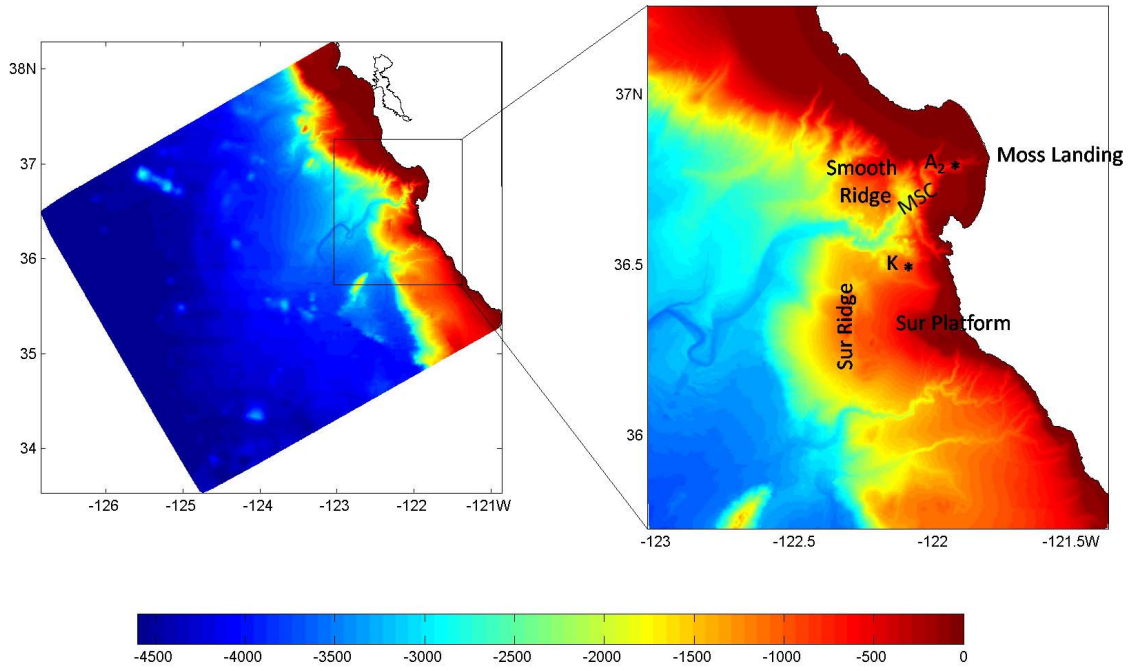 38N
37
36
35
34
-126
-125
-124
-123
-122
-121W
37N
36.5
36
-123
-122.5
-122
-121.5W
Moss Landing
A2 *
Smooth
Ridge
MSC
K *
Sur Ridge
Sur Platform
-4500
-4000
-3500
-3000
-2500
-2000
-1500
-1000
-500
0